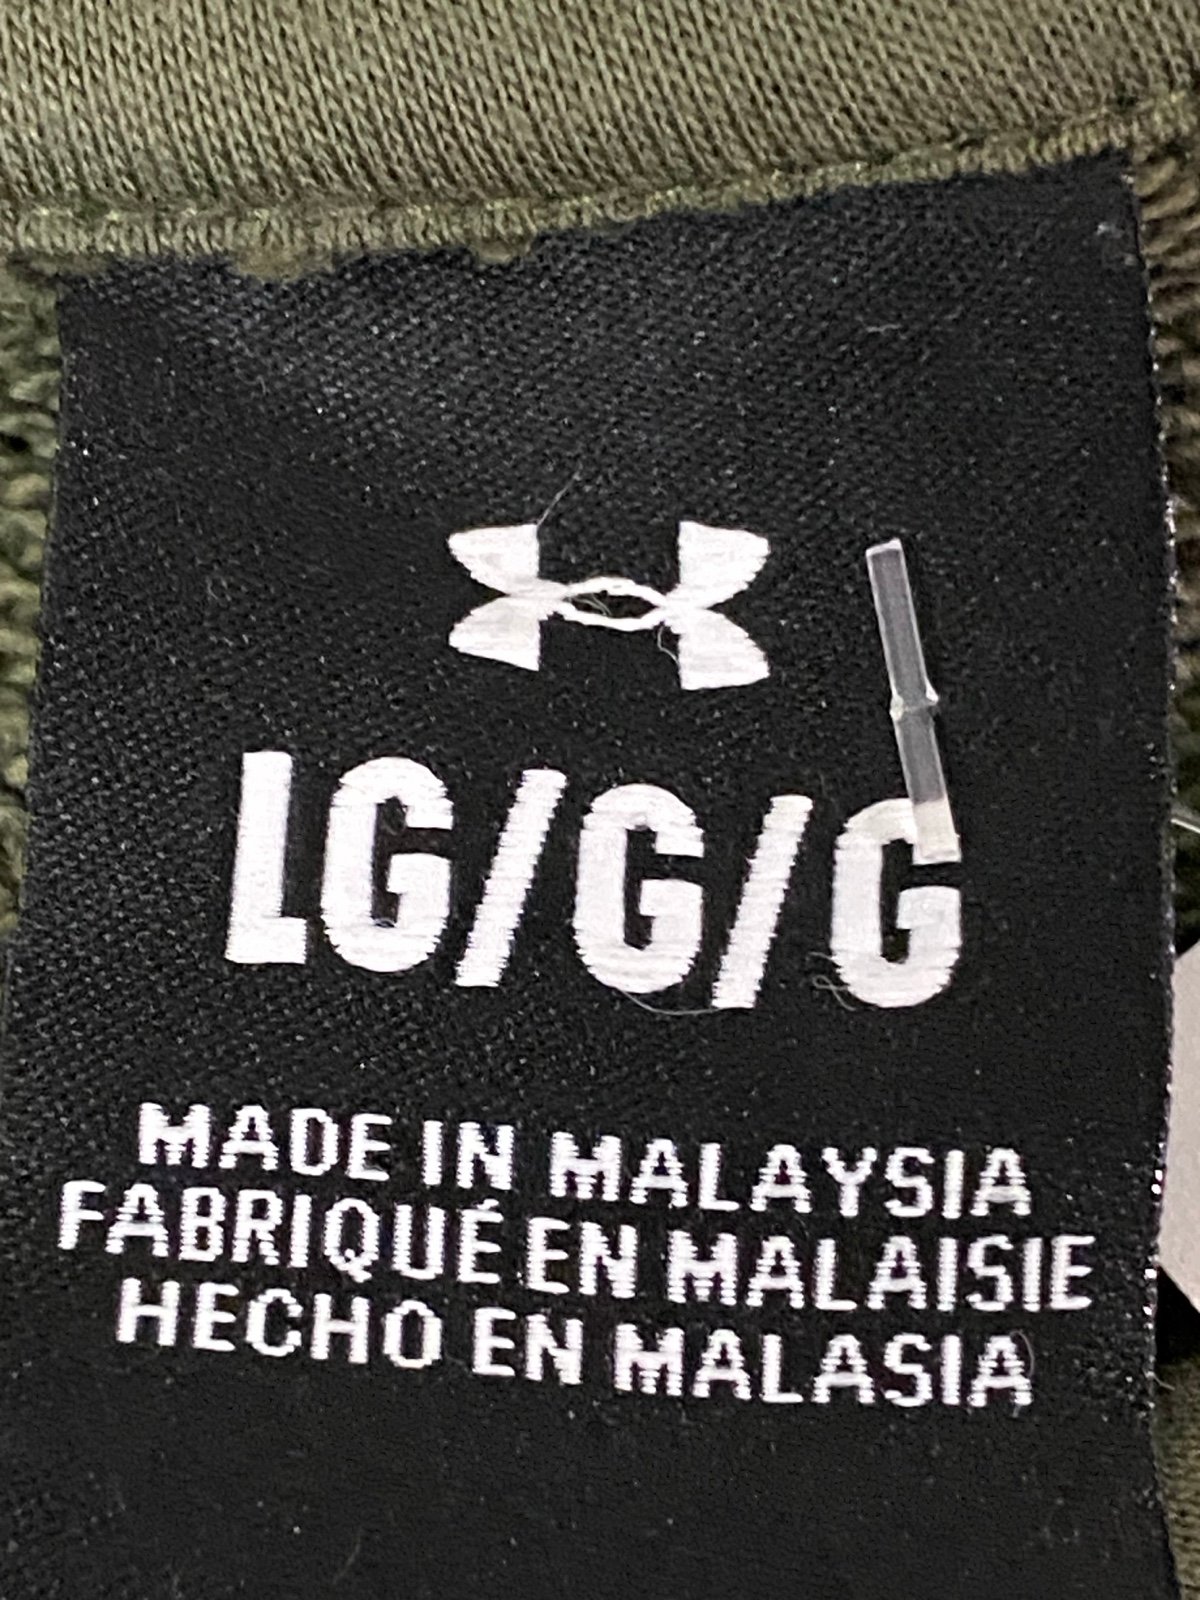 LG/G/G
MADE IN MALAYSIA
FABRIQUÉ EN MALAISIE
HECHO EN MALASIA